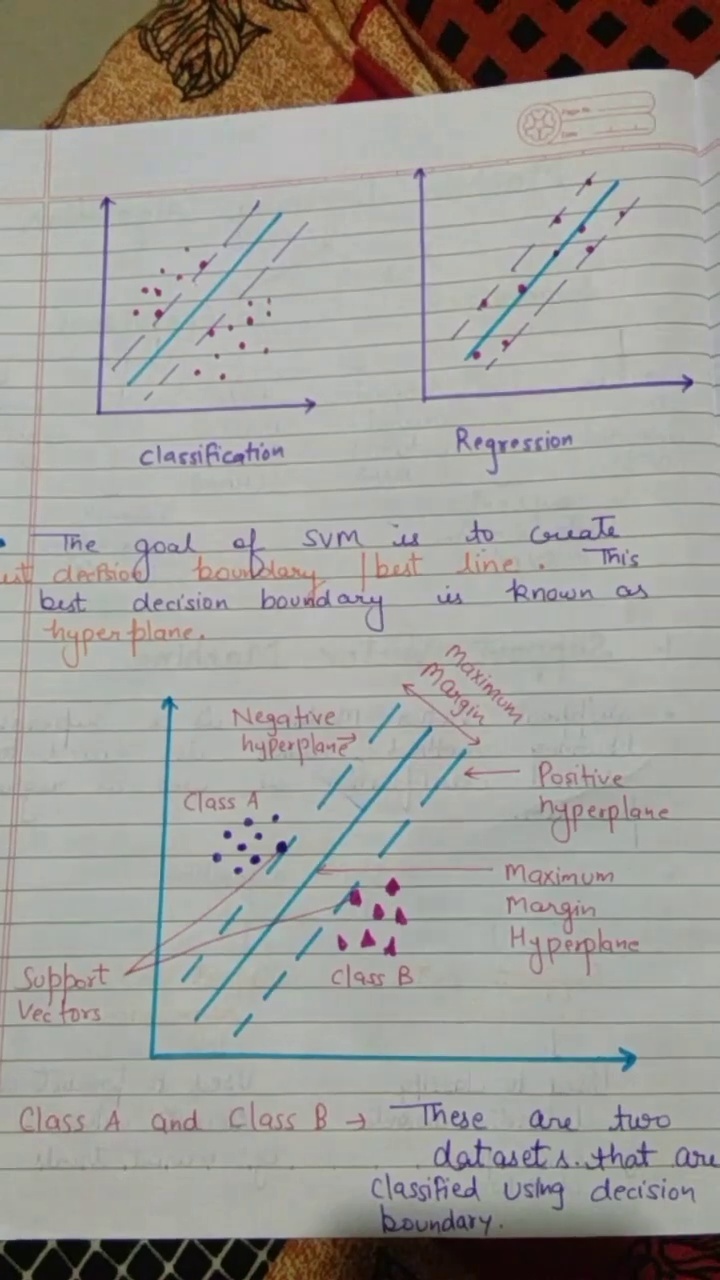 Classification
Regression
The goal of SVM is to create
decision boundary / best line. This
best decision boundary is known as
hyperplane.
Maximum
Margin
Negative
hyperplane
Positive
hyperplane
Class A
Maximum
Margin
Hyperplane
Class B
Support
Vectors
Class A and Class B → These are two
datasets. that are
classified using decision
boundary.